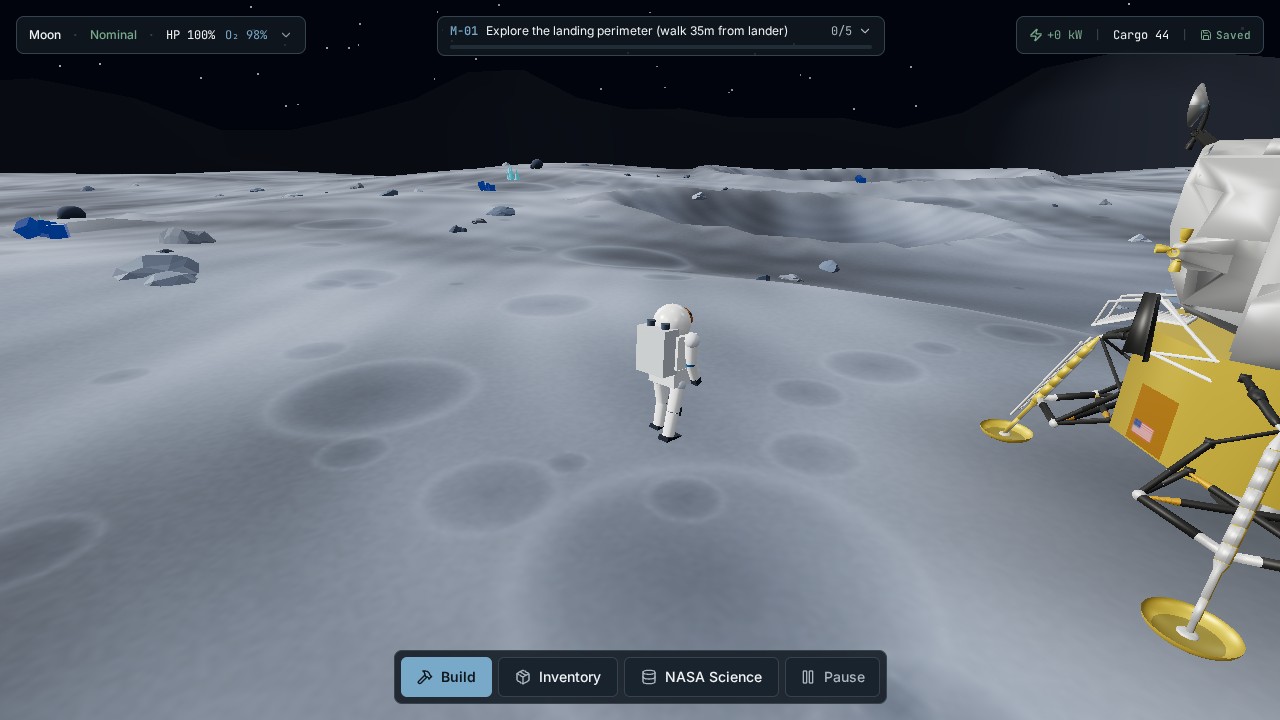 Moon · Nominal · HP 100% O₂ 98%
M-01 Explore the landing perimeter (walk 35m from lander) 0/5
+0 kW Cargo 44 Saved
Build Inventory NASA Science Pause